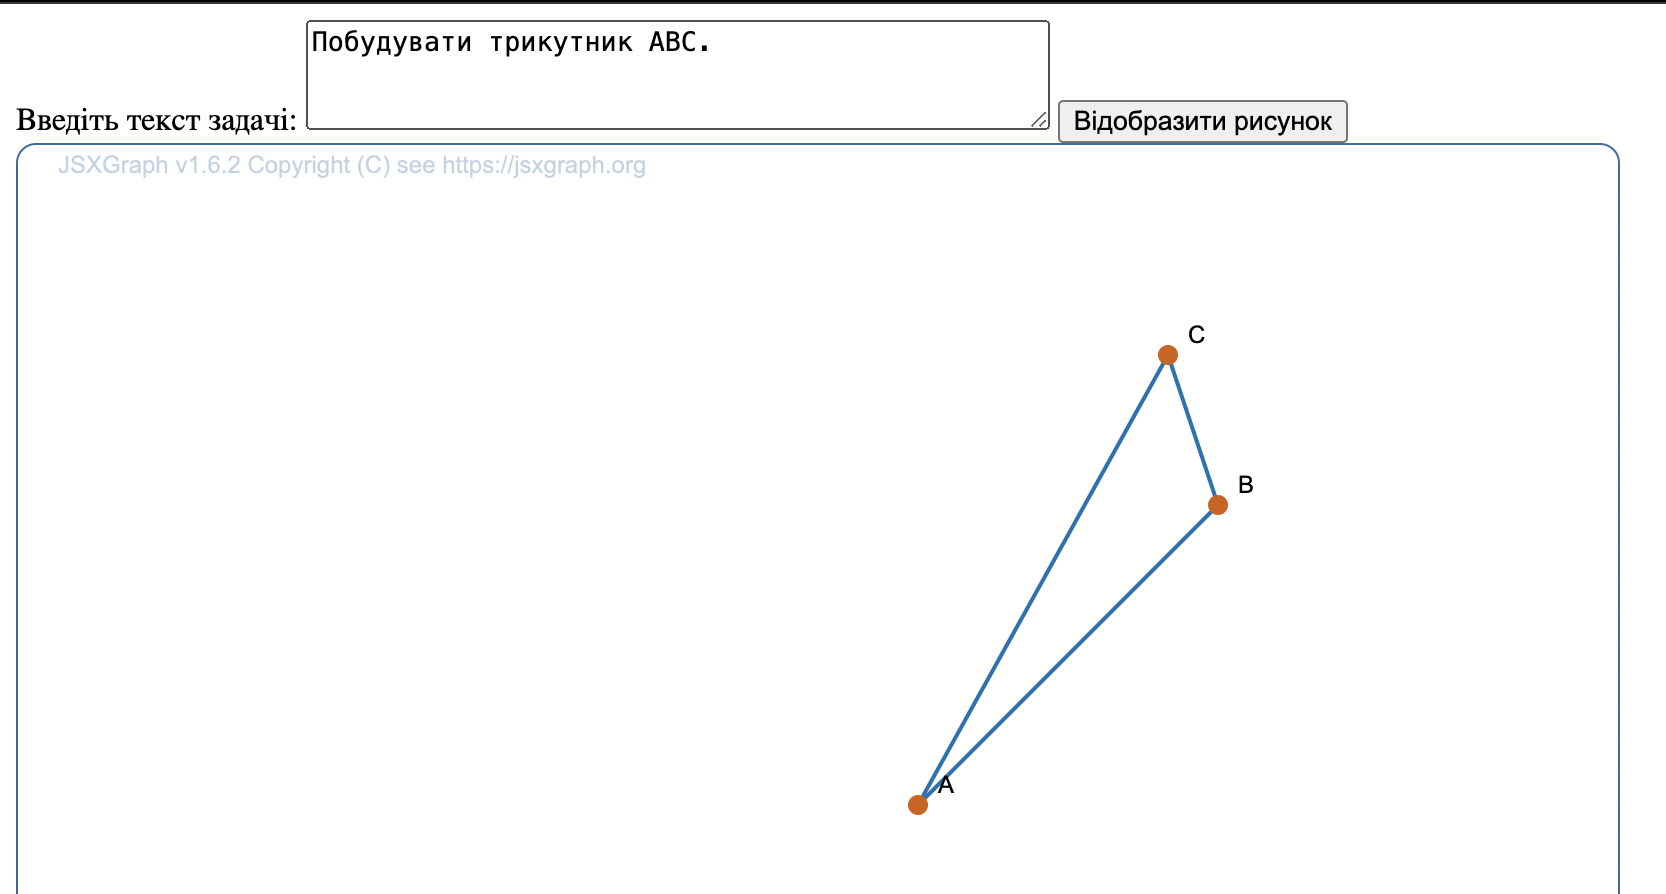 Побудувати трикутник ABC.
Введіть текст задачі:
Відобразити рисунок
JSXGraph v1.6.2 Copyright (C) see https://jsxgraph.org
C
B
A